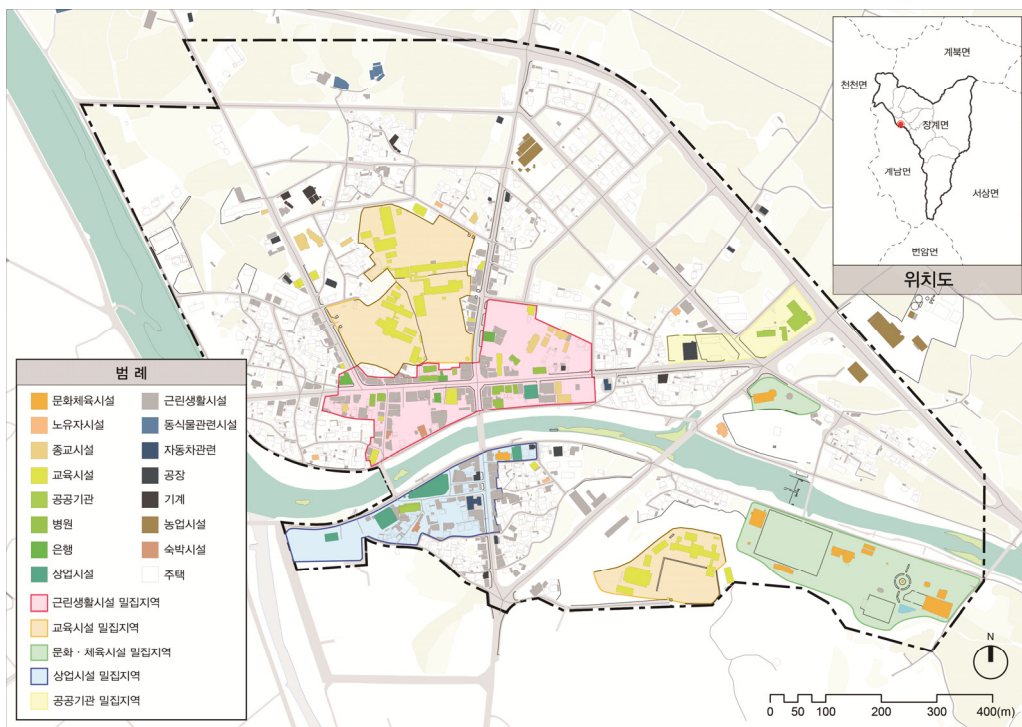 계북면
천천면
장계면
계남면
서상면
번암면
위치도
범 례
문화체육시설
근린생활시설
노유자시설
동식물관련시설
종교시설
자동차관련
교육시설
공장
공공기관
기계
병원
농업시설
은행
숙박시설
상업시설
주택
근린생활시설 밀집지역
교육시설 밀집지역
문화 · 체육시설 밀집지역
상업시설 밀집지역
공공기관 밀집지역
N
0 50 100 200 300 400(m)